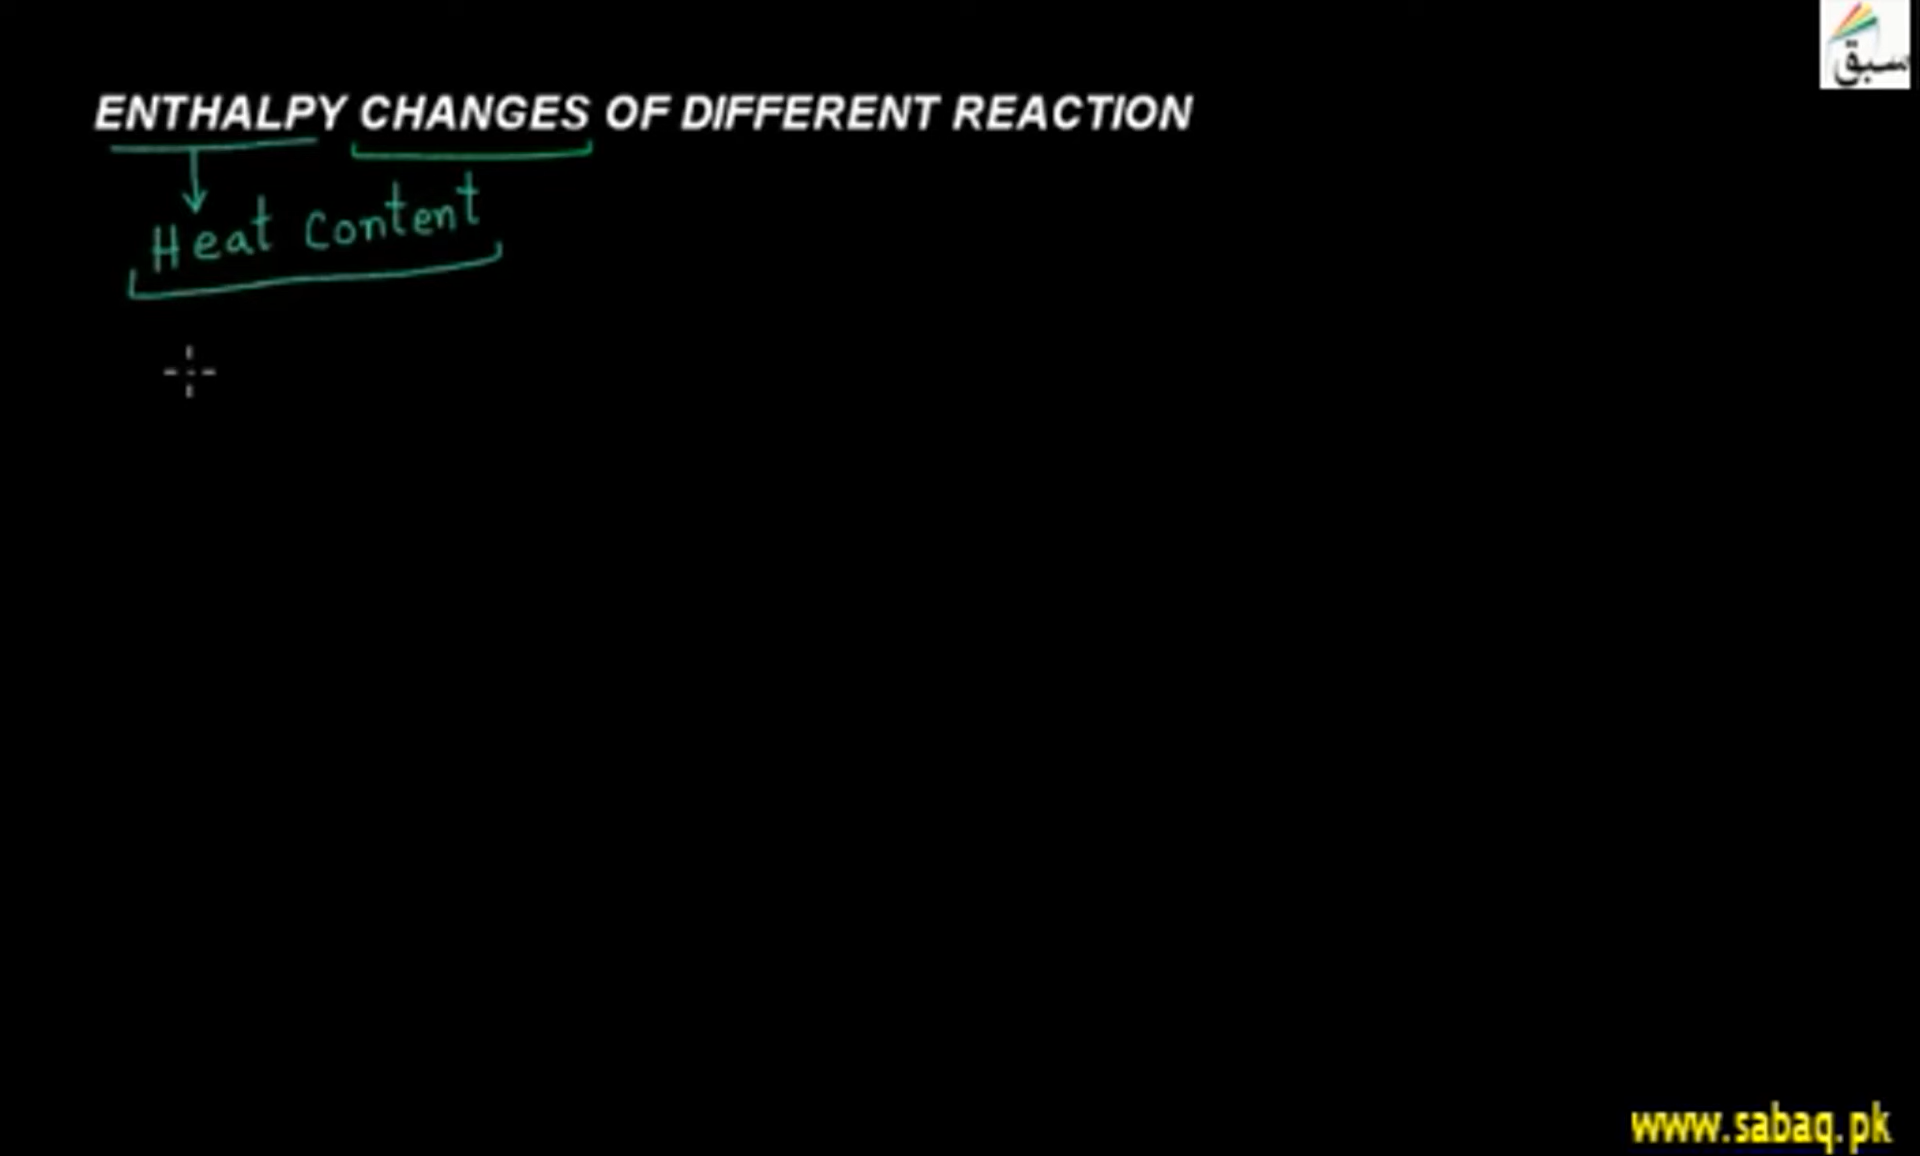 سبق
ENTHALPY CHANGES OF DIFFERENT REACTION
Heat Content
www.sabaq.pk